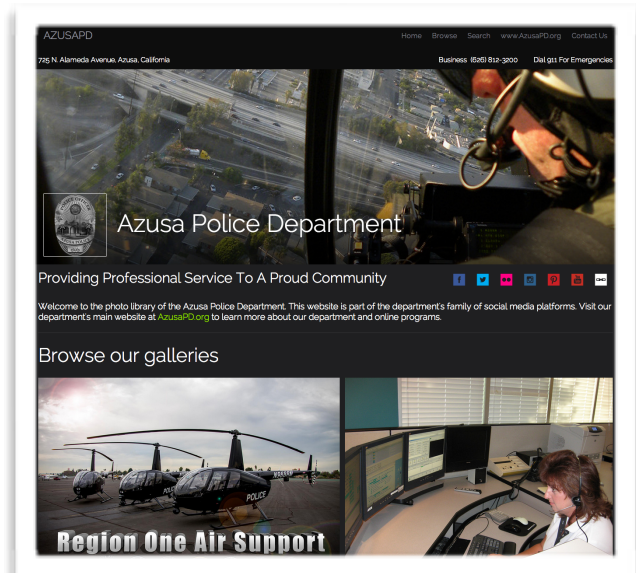 AZUSAPD
Home Browse Search www.AzusaPD.org Contact Us
725 N. Alameda Avenue, Azusa, California
Business (626) 812-3200 Dial 911 For Emergencies
Azusa Police Department
Providing Professional Service To A Proud Community
Welcome to the photo library of the Azusa Police Department. This website is part of the department's family of social media platforms. Visit our
department's main website at AzusaPD.org to learn more about our department and online programs.
Browse our galleries
POLICE
Region One Air Support